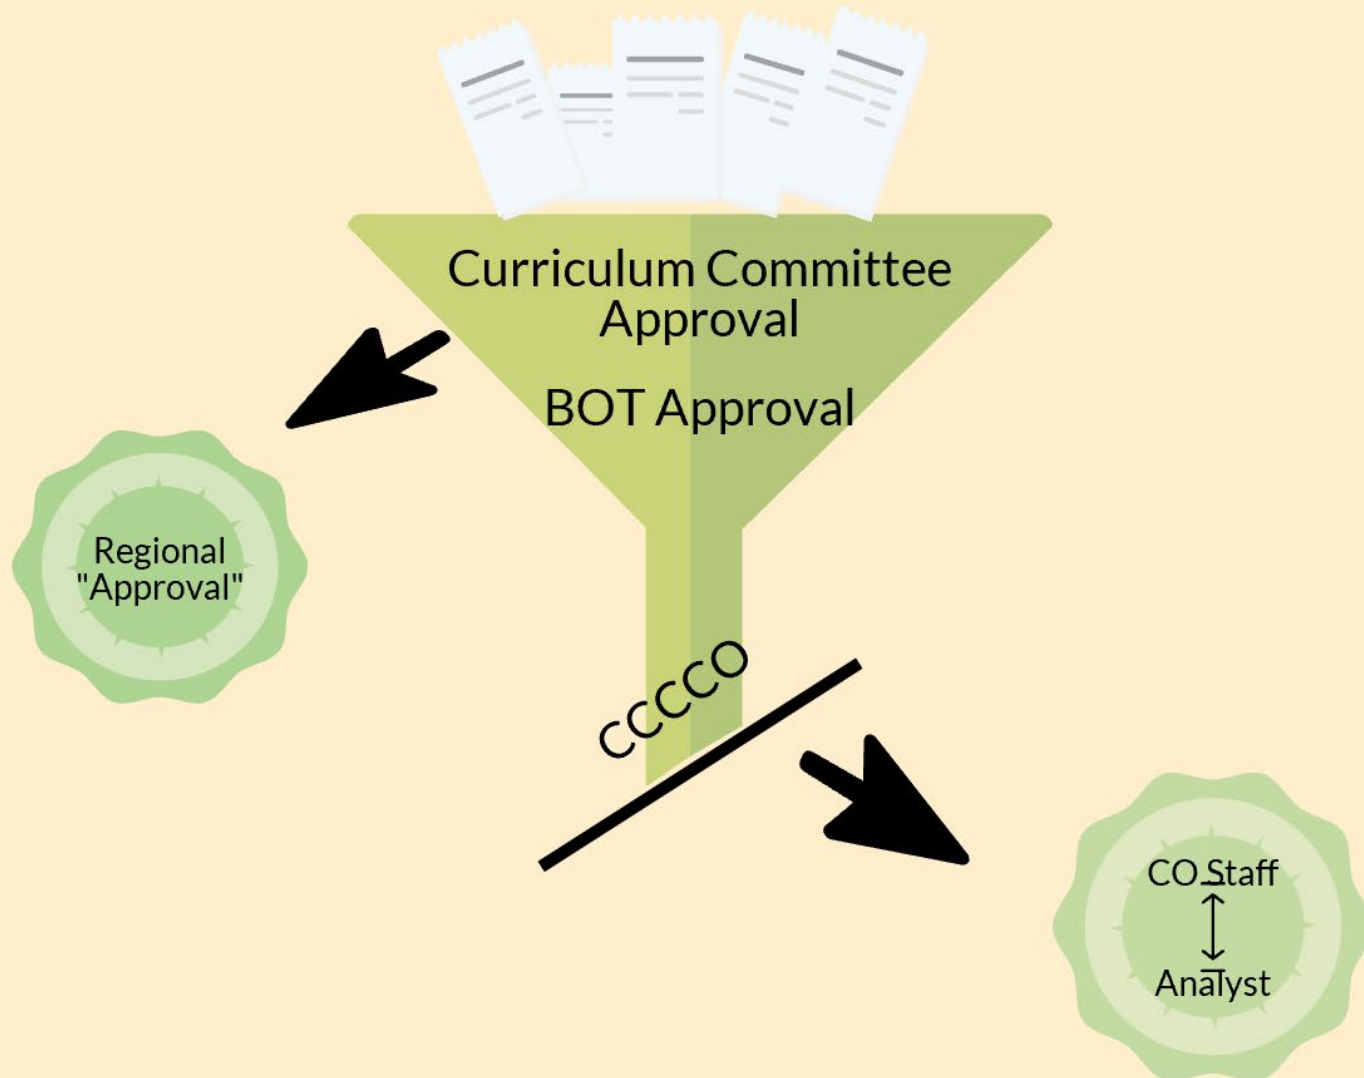 Curriculum Committee
Approval
BOT Approval
Regional
"Approval"
CCCCO
CO Staff
Analyst